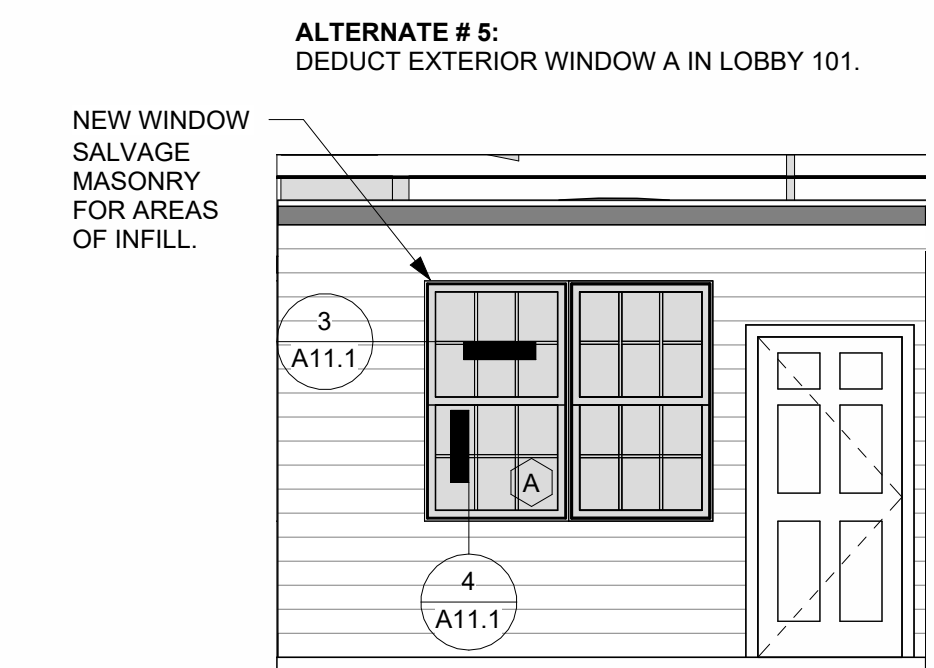 ALTERNATE # 5:
DEDUCT EXTERIOR WINDOW A IN LOBBY 101.
NEW WINDOW
SALVAGE
MASONRY
FOR AREAS
OF INFILL.
3
A11.1
A
4
A11.1